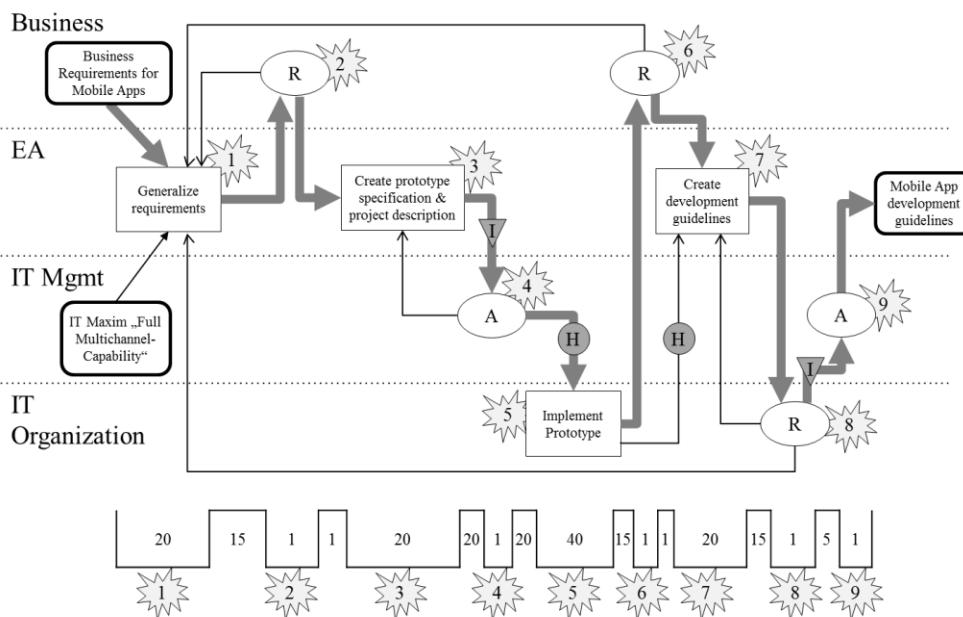 Business
Business
Requirements for
Mobile Apps
R
2
R
6
EA
1
Generalize
requirements
3
Create prototype
specification &
project description
I
7
Create
development
guidelines
Mobile App
development
guidelines
IT Mgmt
IT Maxim „Full
Multichannel-
Capability“
4
A
H
H
9
A
I
IT
Organization
5
Implement
Prototype
R
8
20 15 1 1 20 20 1 20 40 15 1 1 20 15 1 5 1
1 2 3 4 5 6 7 8 9